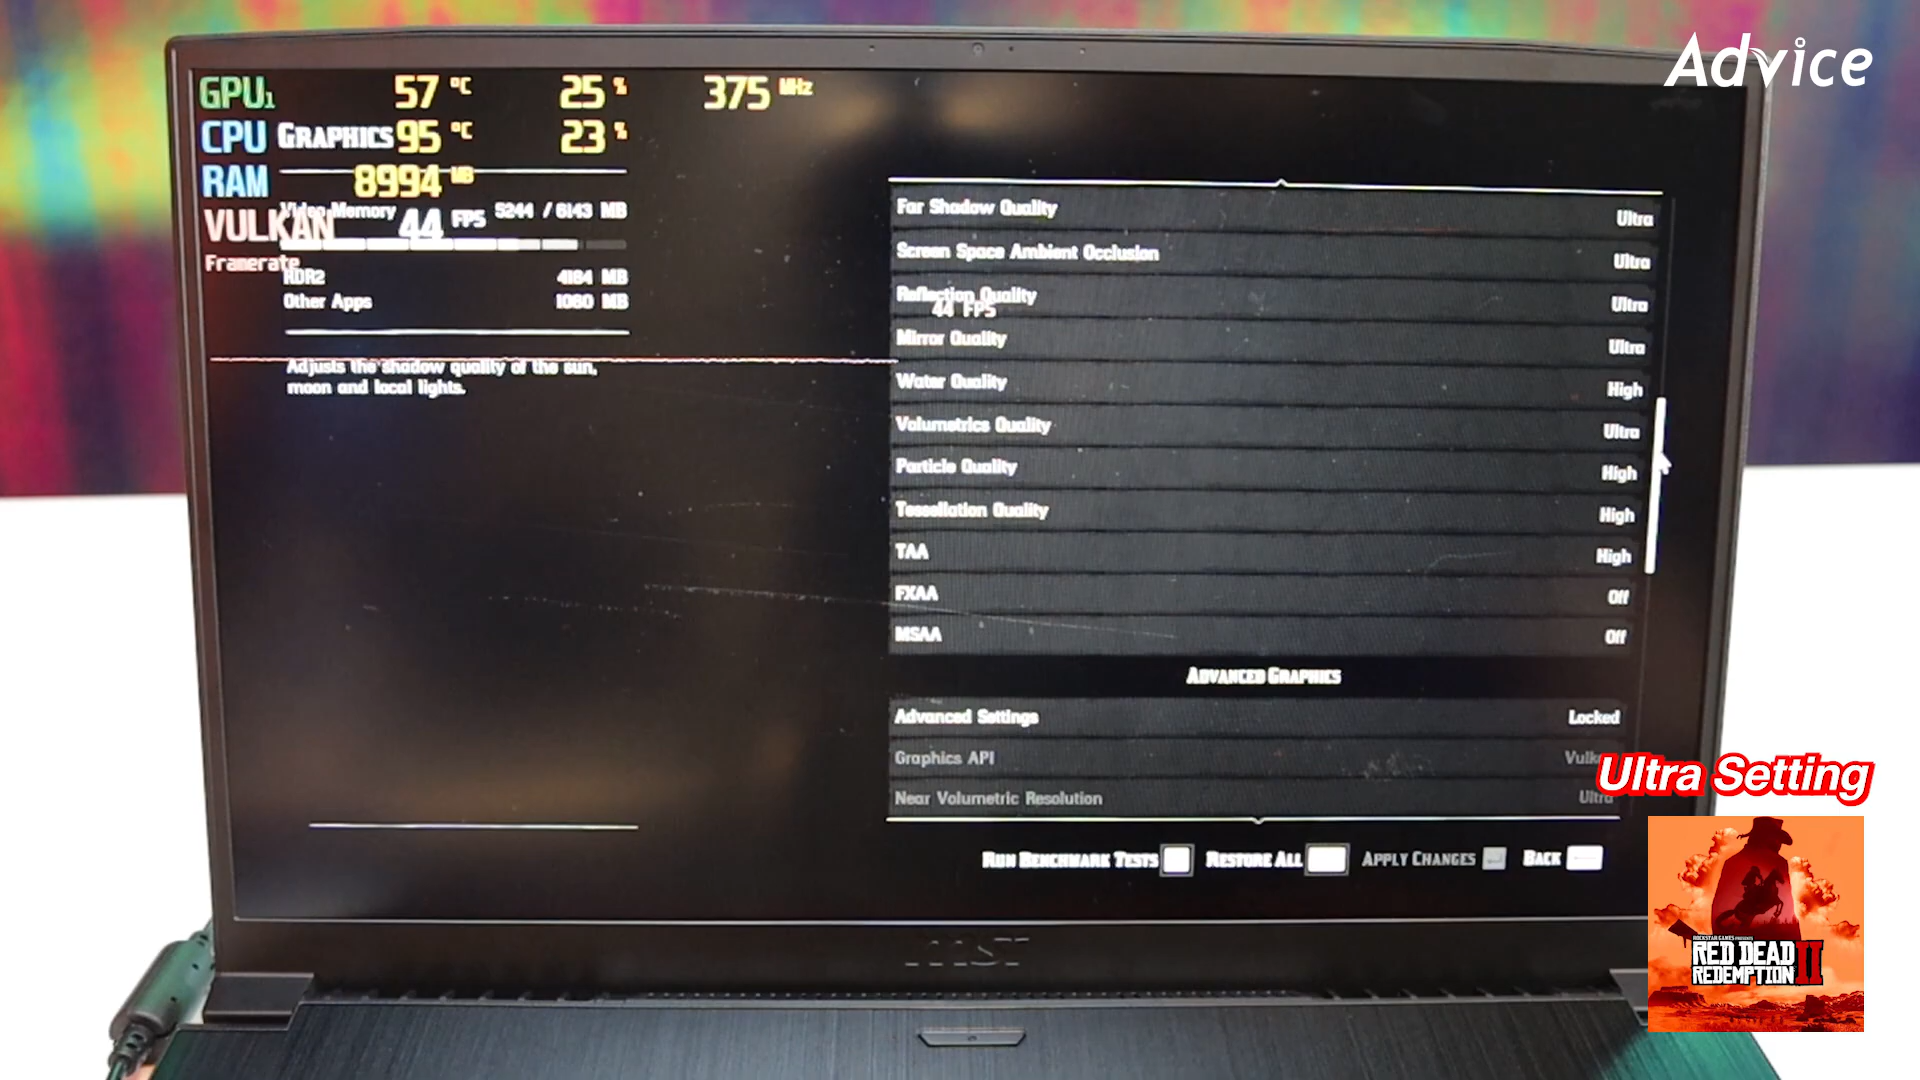 Advice
GPU1 57 °C 25 % 375 MHz
CPU 95 °C 23 %
GRAPHICS
RAM 8994 MB
Video Memory 5244 / 6143 MB
VULKAN 44 FPS
Framerate
RDR2 4184 MB
Other Apps 1060 MB
Adjusts the shadow quality of the sun,
moon and local lights.
Far Shadow Quality Ultra
Screen Space Ambient Occlusion Ultra
Reflection Quality Ultra
44 FPS
Mirror Quality Ultra
Water Quality High
Volumetrics Quality Ultra
Particle Quality High
Tessellation Quality High
TAA High
FXAA Off
MSAA Off
ADVANCED GRAPHICS
Advanced Settings Locked
Graphics API
Near Volumetric Resolution Ultra
RUN BENCHMARK TESTS RESTORE ALL APPLY CHANGES BACK
Ultra Setting
msi
ROCKSTAR GAMES PRESENTS
RED DEAD
REDEMPTION II